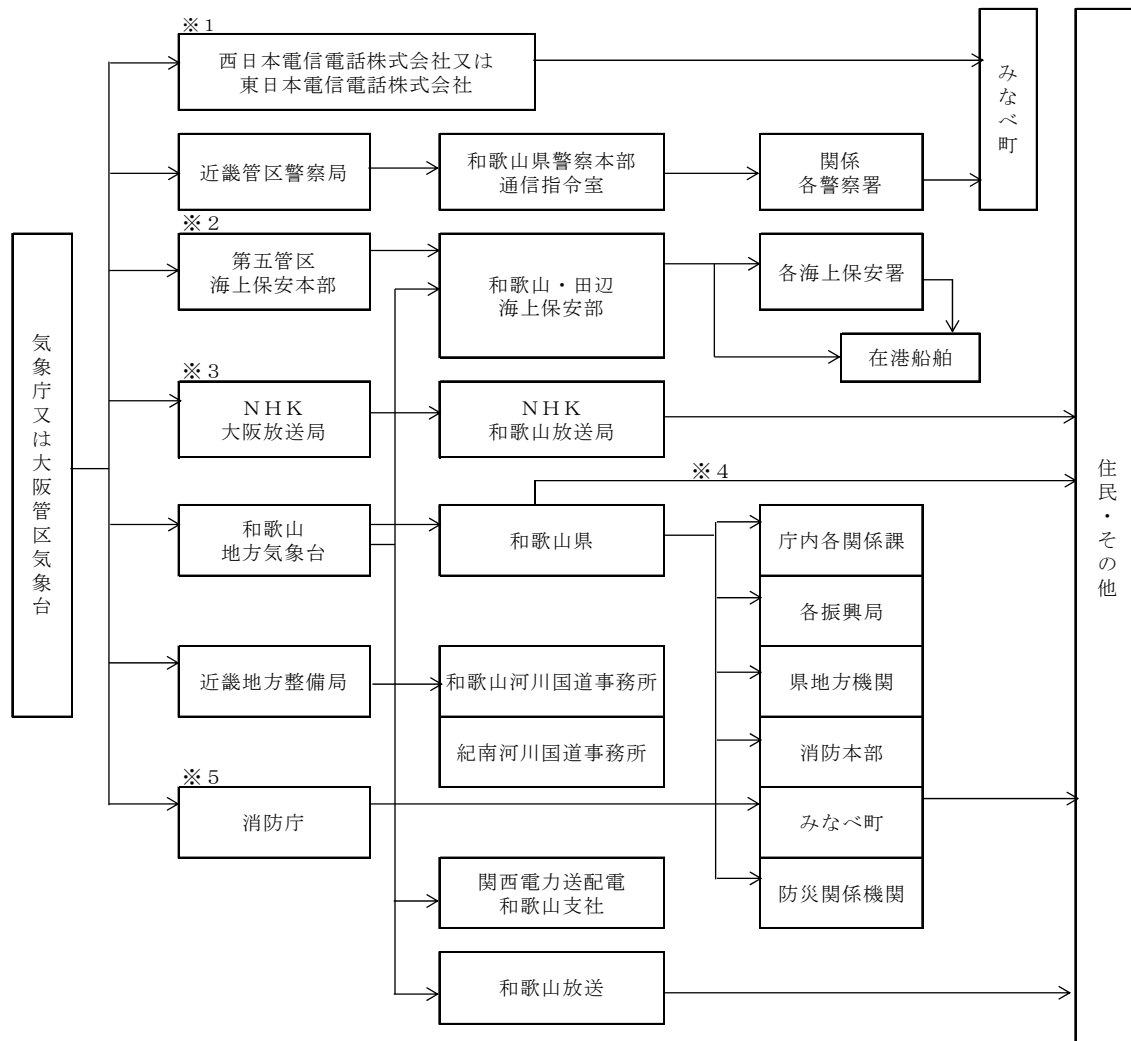 ※１
西日本電信電話株式会社又は
東日本電信電話株式会社
みなべ町
近畿管区警察局
和歌山県警察本部
通信指令室
関係
各警察署
※２
第五管区
海上保安本部
和歌山・田辺
海上保安部
各海上保安署
在港船舶
気象庁又は大阪管区気象台
※３
ＮＨＫ
大阪放送局
ＮＨＫ
和歌山放送局
※４
住民・その他
和歌山
地方気象台
和歌山県
庁内各関係課
各振興局
近畿地方整備局
和歌山河川国道事務所
県地方機関
紀南河川国道事務所
消防本部
※５
消防庁
みなべ町
関西電力送配電
和歌山支社
防災関係機関
和歌山放送